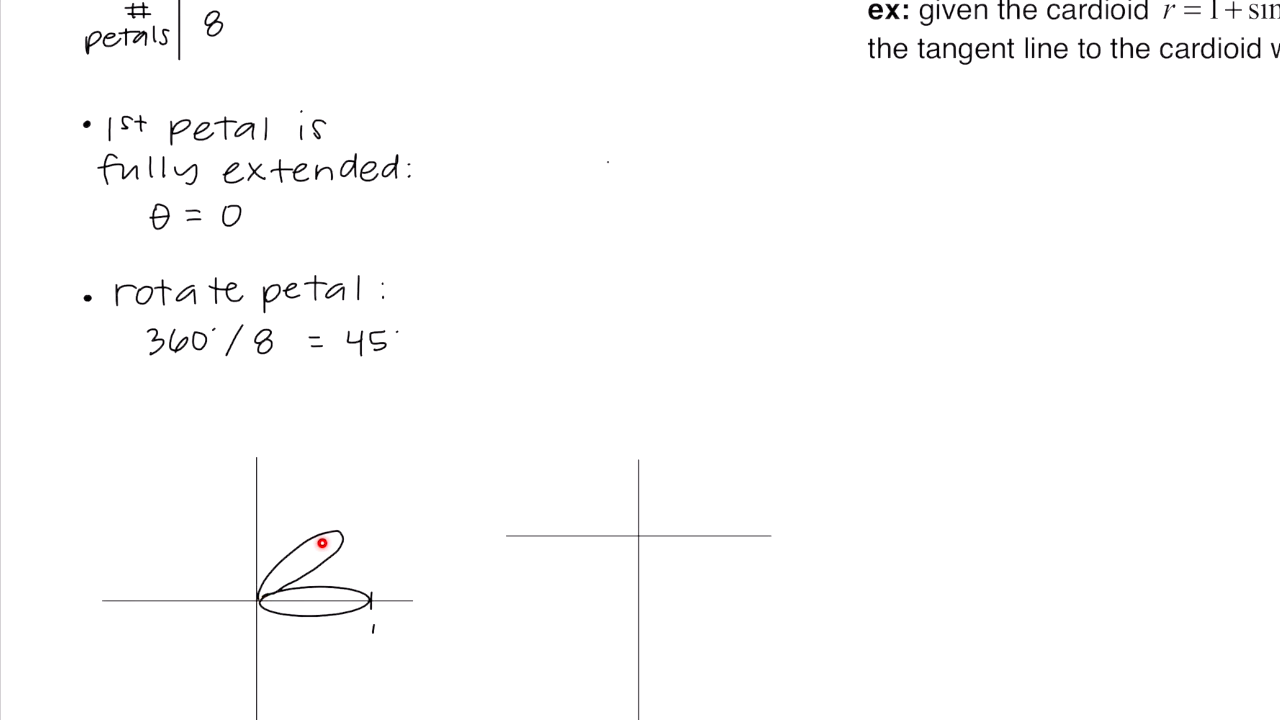 # petals | 8
• 1st petal is
fully extended:
θ = 0
• rotate petal:
360° / 8 = 45°
1
ex: given the cardioid r = 1 + sin
the tangent line to the cardioid